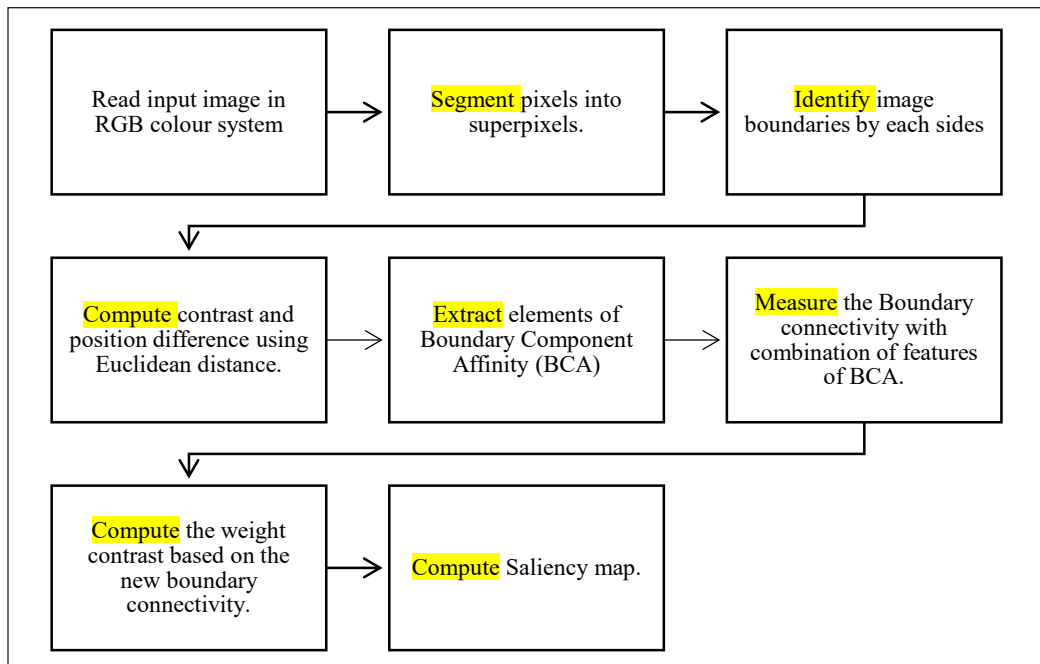 Read input image in
RGB colour system
Segment pixels into
superpixels.
Identify image
boundaries by each sides
Compute contrast and
position difference using
Euclidean distance.
Extract elements of
Boundary Component
Affinity (BCA)
Measure the Boundary
connectivity with
combination of features
of BCA.
Compute the weight
contrast based on the
new boundary
connectivity.
Compute Saliency map.